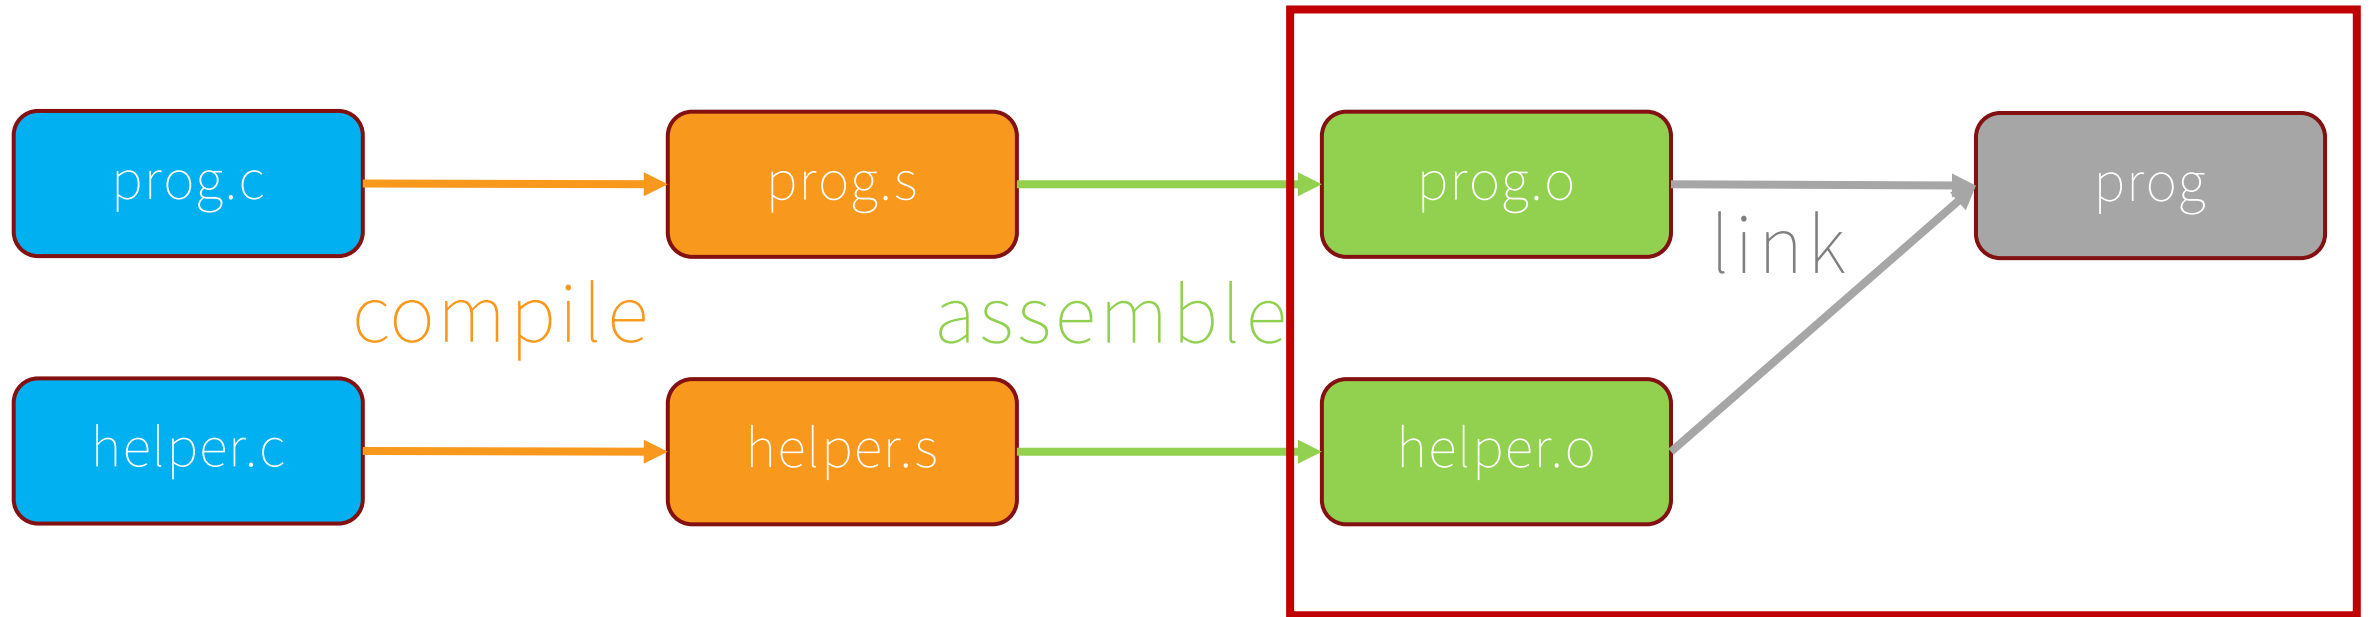 prog.c
prog.s
prog.o
prog
link
compile
assemble
helper.c
helper.s
helper.o